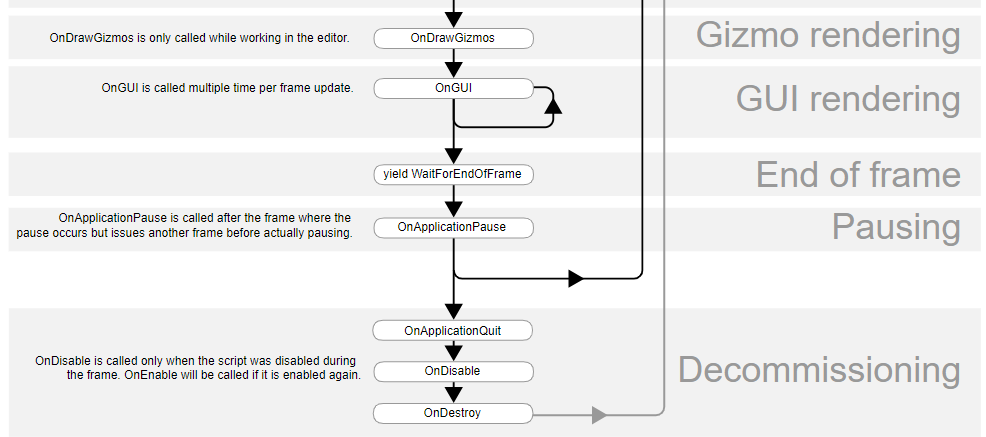 OnDrawGizmos is only called while working in the editor.
OnDrawGizmos
Gizmo rendering
OnGUI is called multiple time per frame update.
OnGUI
GUI rendering
yield WaitForEndOfFrame
End of frame
OnApplicationPause is called after the frame where the
pause occurs but issues another frame before actually pausing.
OnApplicationPause
Pausing
OnApplicationQuit
OnDisable is called only when the script was disabled during
the frame. OnEnable will be called if it is enabled again.
OnDisable
Decommissioning
OnDestroy